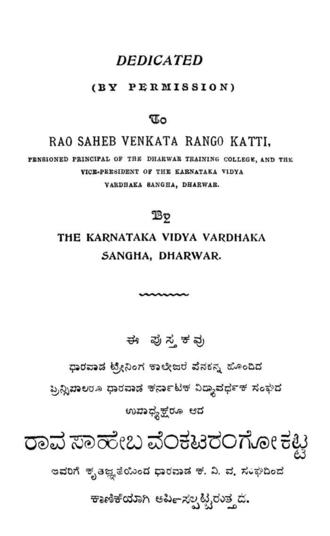 DEDICATED
(BY PERMISSION)
To
RAO SAHEB VENKATA RANGO KATTI,
PENSIONED PRINCIPAL OF THE DHARWAR TRAINING COLLEGE, AND THE
VICE-PRESIDENT OF THE KARNATAKA VIDYA
VARDHAKA SANGHA, DHARWAR.
By
THE KARNATAKA VIDYA VARDHAKA
SANGHA, DHARWAR.
ಈ ಪುಸ್ತಕವು
ಧಾರವಾಡ ಟ್ರೇನಿಂಗ ಕಾಲೇಜದ ಪೆನಶನ್ನ ಹೊಂದಿದ
ಪ್ರಿನ್ಸಿಪಾಲರೂ ಧಾರವಾಡ ಕರ್ನಾಟಕ ವಿದ್ಯಾವರ್ಧಕ ಸಂಘದ
ಉಪಾಧ್ಯಕ್ಷರೂ ಆದ
ರಾವ ಸಾಹೇಬ ವೆಂಕಟರಂಗೋ ಕಟ್ಟಿ
ಅವರಿಗೆ ಕೃತಜ್ಞತೆಯಿಂದ ಧಾರವಾಡ ಕ. ವಿ. ವ. ಸಂಘದಿಂದ
ಕಾಣಿಕೆಯಾಗಿ ಅರ್ಪಿಸಲ್ಪಟ್ಟಿರುತ್ತದೆ.